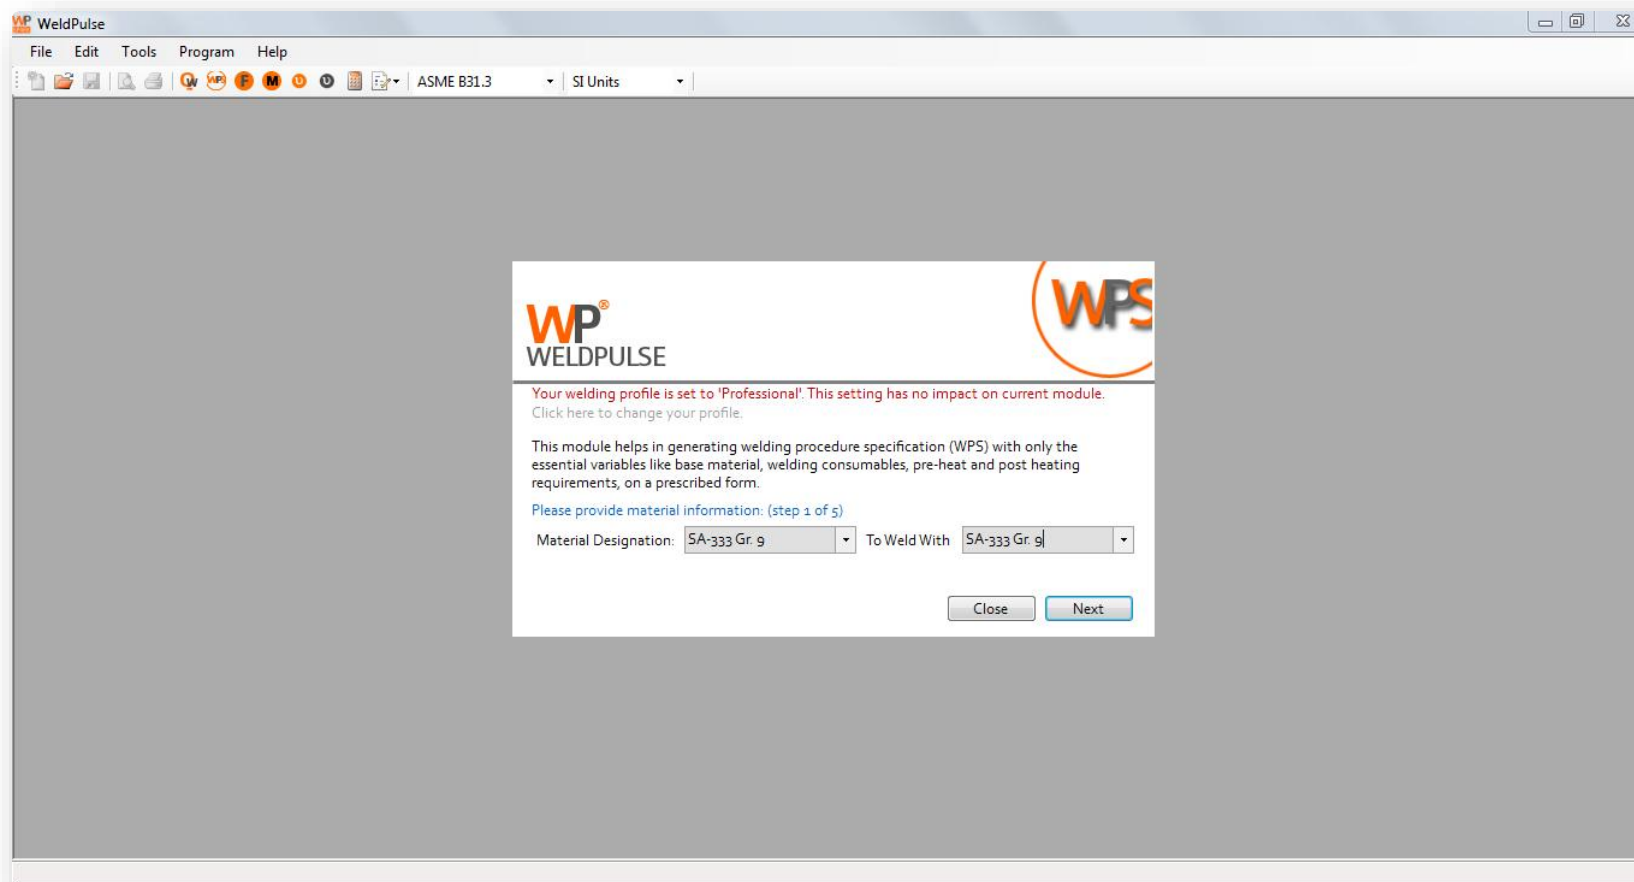 WeldPulse
File Edit Tools Program Help
ASME B31.3 SI Units
WP®
WELDPULSE
WPS
Your welding profile is set to 'Professional'. This setting has no impact on current module.
Click here to change your profile.
This module helps in generating welding procedure specification (WPS) with only the
essential variables like base material, welding consumables, pre-heat and post heating
requirements, on a prescribed form.
Please provide material information: (step 1 of 5)
Material Designation: SA-333 Gr. 9 To Weld With SA-333 Gr. 9
Close Next